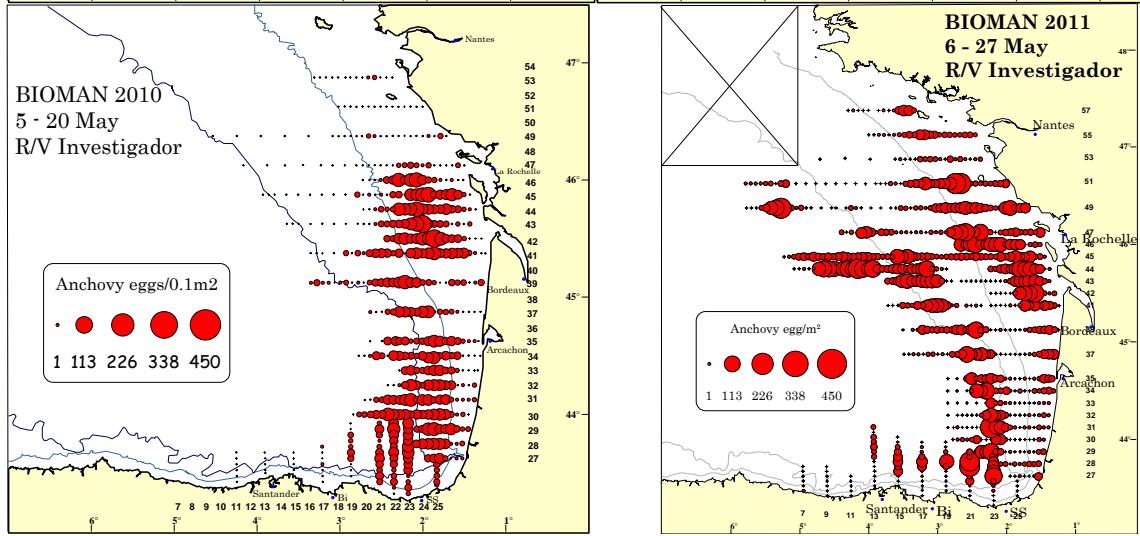 BIOMAN 2010
5 - 20 May
R/V Investigador
Anchovy eggs/0.1m2
1 113 226 338 450
Nantes
La Rochelle
Bordeaux
Arcachon
Santander
Bi
SS
54
53
52
51
50
49
48
47
46
45
44
43
42
41
40
39
38
37
36
35
34
33
32
31
30
29
28
27
7 8 9 10 11 12 13 14 15 16 17 18 19 20 21 22 23 24 25
47°
46°
45°
44°
6° 5° 4° 3° 2° 1°
BIOMAN 2011
6 - 27 May
R/V Investigador
Anchovy egg/m²
1 113 226 338 450
Nantes
La Rochelle
Bordeaux
Arcachon
Santander
Bi
SS
57
55
53
51
49
47
46
45
44
43
42
41
39
37
35
34
33
32
31
30
29
28
27
7 9 11 13 15 17 19 21 23 25
48°
46°
44°
6° 5° 4° 3° 2° 1°